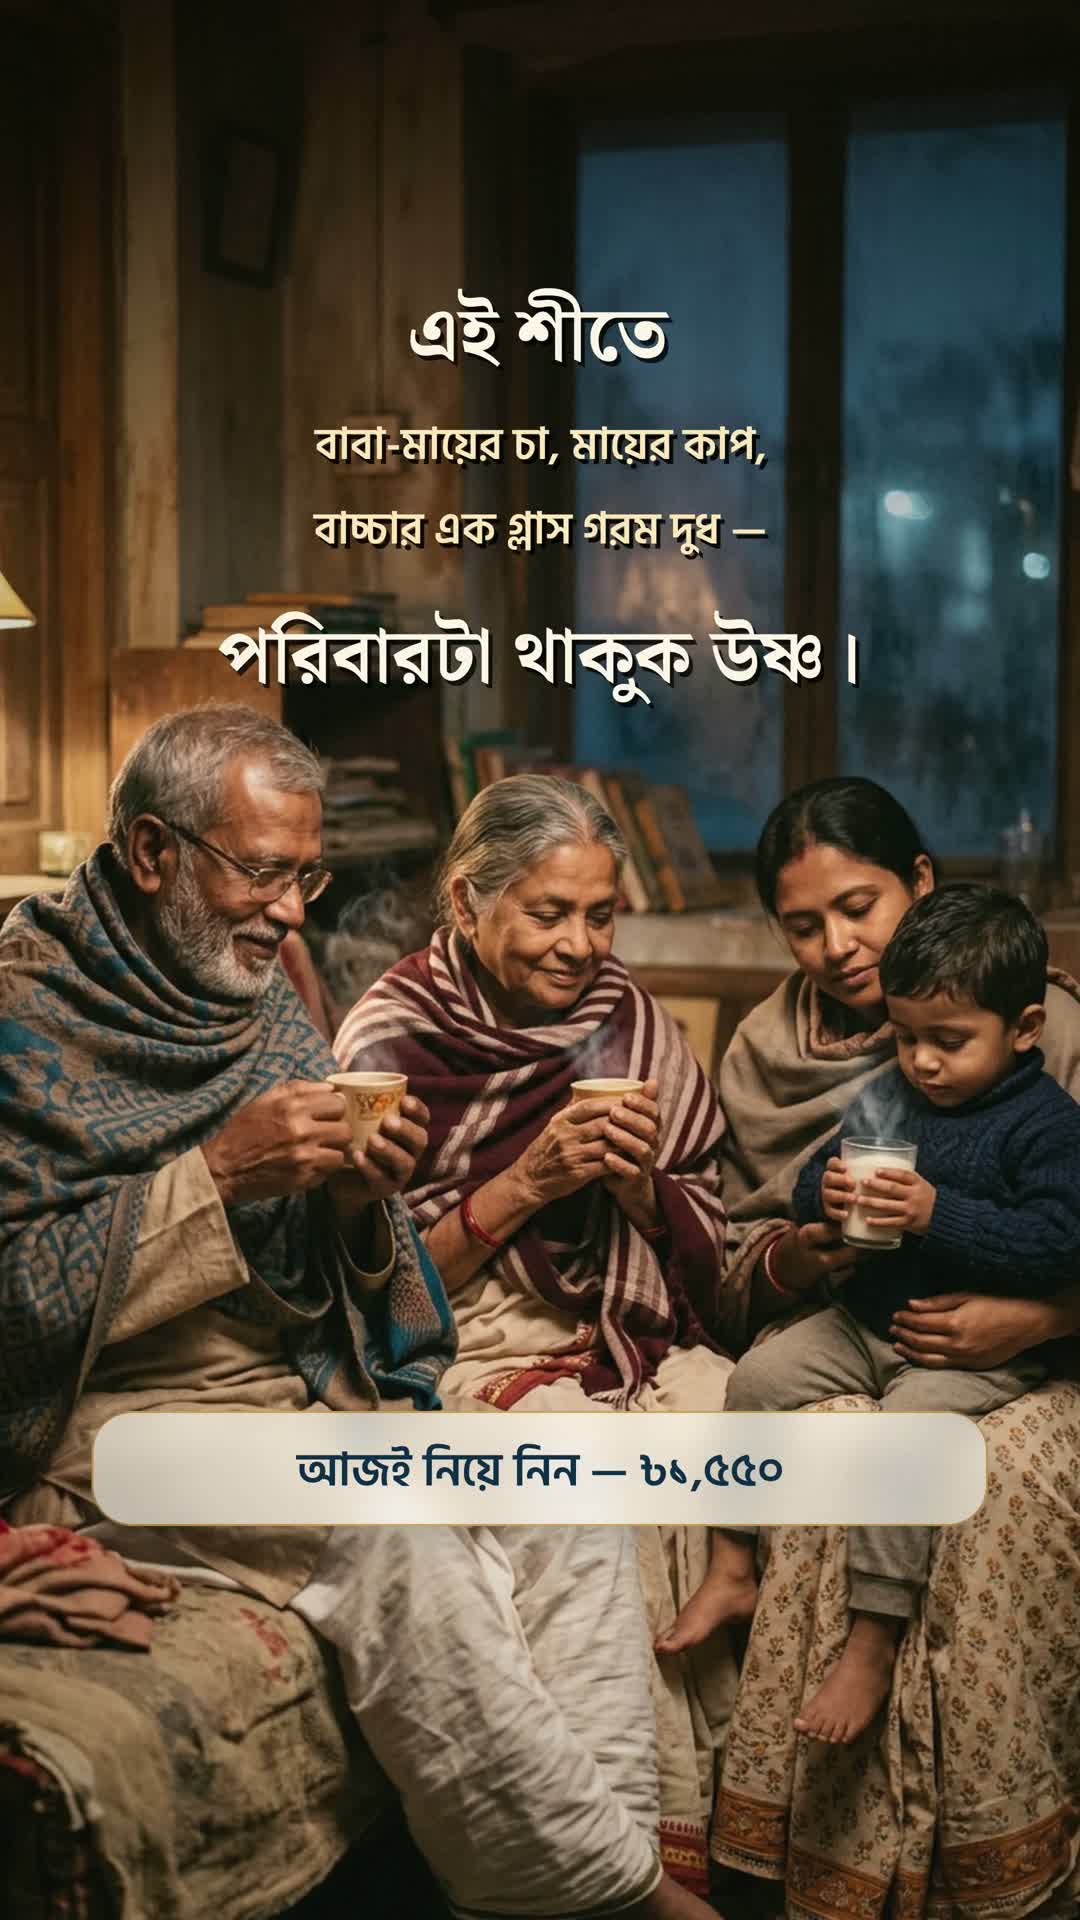 এই শীতে
বাবা-মায়ের চা, মায়ের কাপ,
বাচ্চার এক গ্লাস গরম দুধ —
পরিবারটা থাকুক উষ্ণ।
আজই নিয়ে নিন — ৳১,৫৫০